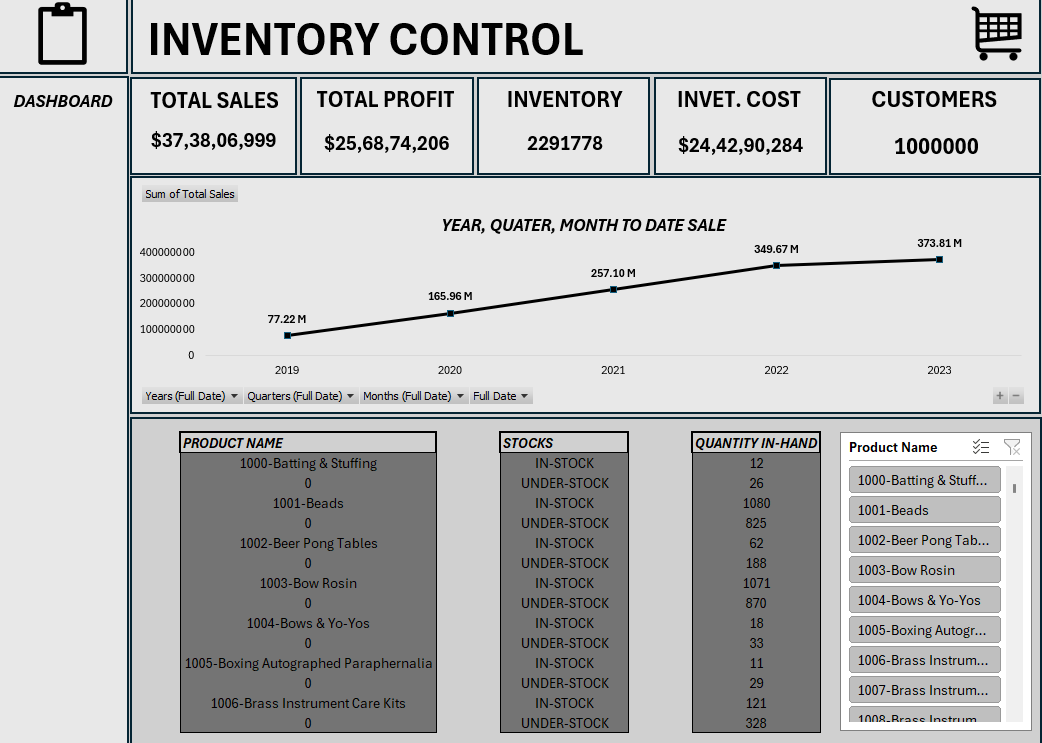 INVENTORY CONTROL
DASHBOARD
TOTAL SALES
$37,38,06,999
TOTAL PROFIT
$25,68,74,206
INVENTORY
2291778
INVET. COST
$24,42,90,284
CUSTOMERS
1000000
Sum of Total Sales
YEAR, QUATER, MONTH TO DATE SALE
400000000
300000000
200000000
100000000
0
77.22 M
165.96 M
257.10 M
349.67 M
373.81 M
2019 2020 2021 2022 2023
Years (Full Date) Quarters (Full Date) Months (Full Date) Full Date + −
PRODUCT NAME STOCKS QUANTITY IN-HAND
1000-Batting & Stuffing IN-STOCK 12
0 UNDER-STOCK 26
1001-Beads IN-STOCK 1080
0 UNDER-STOCK 825
1002-Beer Pong Tables IN-STOCK 62
0 UNDER-STOCK 188
1003-Bow Rosin IN-STOCK 1071
0 UNDER-STOCK 870
1004-Bows & Yo-Yos IN-STOCK 18
0 UNDER-STOCK 33
1005-Boxing Autographed Paraphernalia IN-STOCK 11
0 UNDER-STOCK 29
1006-Brass Instrument Care Kits IN-STOCK 121
0 UNDER-STOCK 328
Product Name
1000-Batting & Stuff...
1001-Beads
1002-Beer Pong Tab...
1003-Bow Rosin
1004-Bows & Yo-Yos
1005-Boxing Autogr...
1006-Brass Instrum...
1007-Brass Instrum...
1008-Brass Instrum